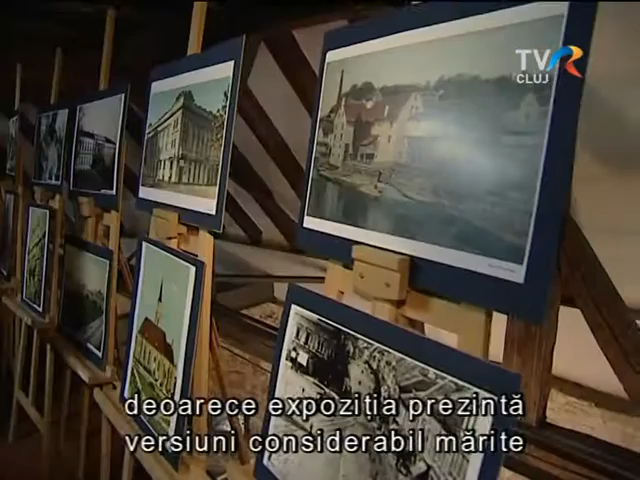 TVR
CLUJ
deoarece expoziția prezintă
versiuni considerabil mărite